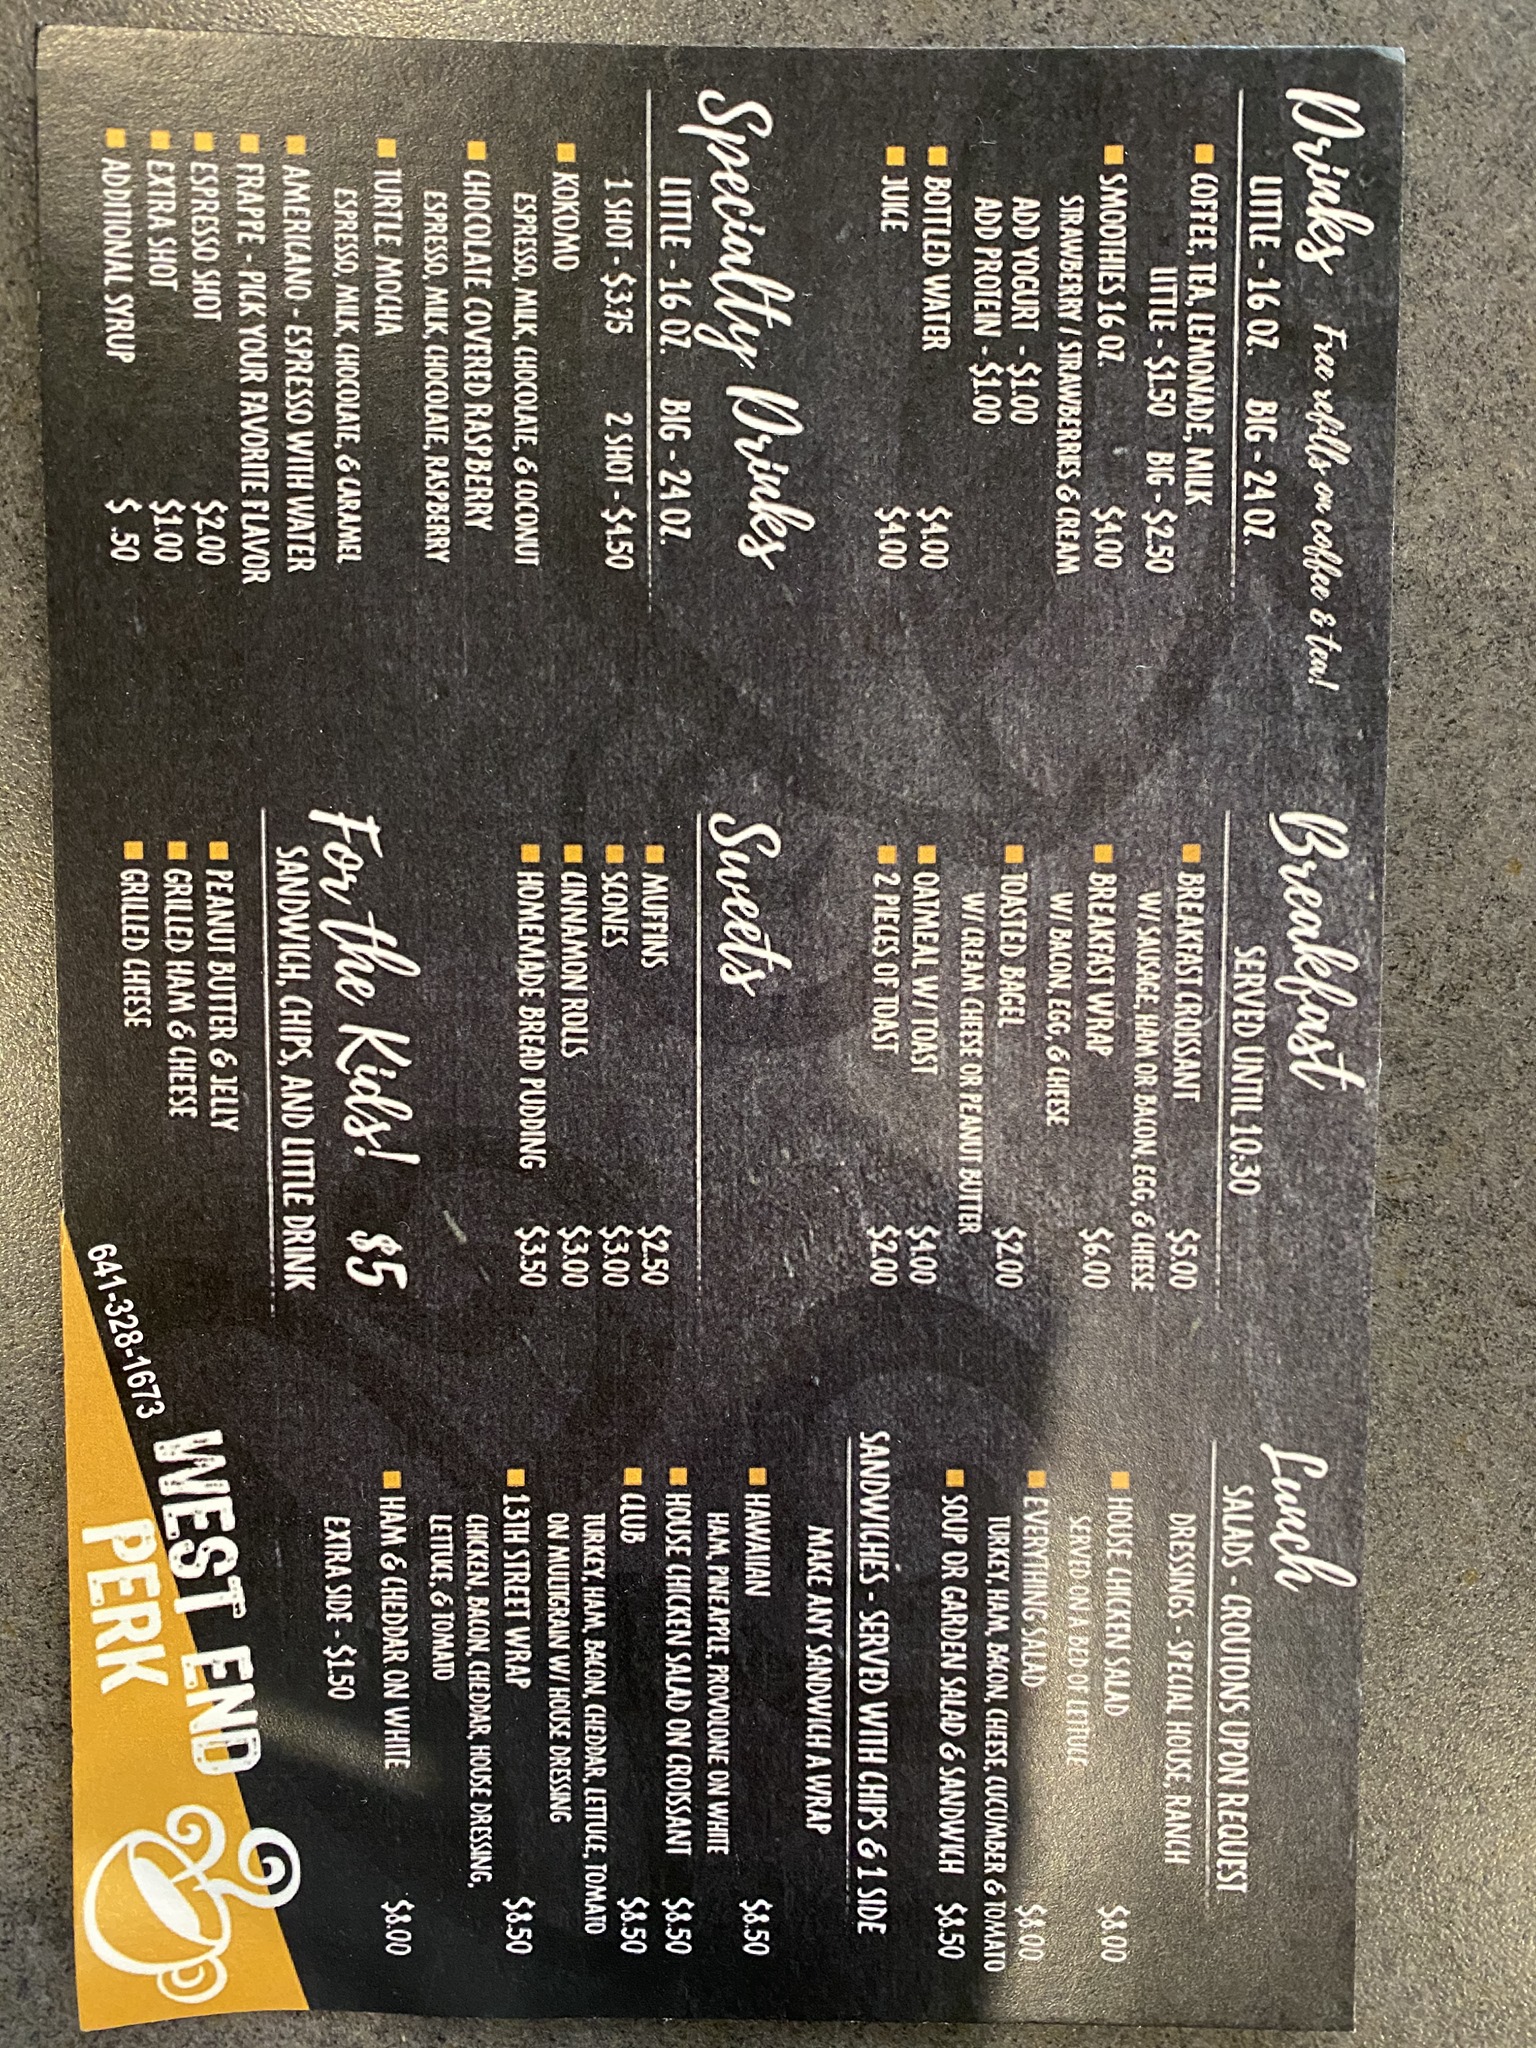 Drinks Free refills on coffee & tea!
LITTLE - 16 OZ. BIG - 24 OZ.
COFFEE, TEA, LEMONADE, MILK
LITTLE - $1.50 BIG - $2.50
SMOOTHIES 16 OZ. $4.00
STRAWBERRY / STRAWBERRIES & CREAM
ADD YOGURT - $1.00
ADD PROTEIN - $1.00
BOTTLED WATER $4.00
JUICE $4.00
Specialty Drinks
LITTLE - 16 OZ. BIG - 24 OZ.
1 SHOT - $3.75 2 SHOT - $4.50
KOKOMO
ESPRESSO, MILK, CHOCOLATE, & COCONUT
CHOCOLATE COVERED RASPBERRY
ESPRESSO, MILK, CHOCOLATE, RASPBERRY
TURTLE MOCHA
ESPRESSO, MILK, CHOCOLATE, & CARAMEL
AMERICANO - ESPRESSO WITH WATER
FRAPPE - PICK YOUR FAVORITE FLAVOR
ESPRESSO SHOT $2.00
EXTRA SHOT $1.00
ADDITIONAL SYRUP $ .50
Breakfast
SERVED UNTIL 10:30
BREAKFAST CROISSANT $5.00
W/ SAUSAGE, HAM OR BACON, EGG, & CHEESE
BREAKFAST WRAP $6.00
W/ BACON, EGG, & CHEESE
TOASTED BAGEL $2.00
W/ CREAM CHEESE OR PEANUT BUTTER
OATMEAL W/ TOAST $4.00
2 PIECES OF TOAST $2.00
Sweets
MUFFINS $2.50
SCONES $3.00
CINNAMON ROLLS $3.00
HOMEMADE BREAD PUDDING $3.50
For the Kids! $5
SANDWICH, CHIPS, AND LITTLE DRINK
PEANUT BUTTER & JELLY
GRILLED HAM & CHEESE
GRILLED CHEESE
Lunch
SALADS - CROUTONS UPON REQUEST
DRESSINGS - SPECIAL HOUSE, RANCH
HOUSE CHICKEN SALAD $8.00
SERVED ON A BED OF LETTUCE
EVERYTHING SALAD $8.00
TURKEY, HAM, BACON, CHEESE, CUCUMBER & TOMATO
SOUP OR GARDEN SALAD & SANDWICH $8.50
SANDWICHES - SERVED WITH CHIPS & 1 SIDE
MAKE ANY SANDWICH A WRAP
HAWAIIAN $8.50
HAM, PINEAPPLE, PROVOLONE ON WHITE
HOUSE CHICKEN SALAD ON CROISSANT $8.50
CLUB $8.50
TURKEY, HAM, BACON, CHEDDAR, LETTUCE, TOMATO
ON MULTIGRAIN W/ HOUSE DRESSING
13TH STREET WRAP $8.50
CHICKEN, BACON, CHEDDAR, HOUSE DRESSING,
LETTUCE, & TOMATO
HAM & CHEDDAR ON WHITE $8.00
EXTRA SIDE - $1.50
641-328-1673
WEST END
PERK